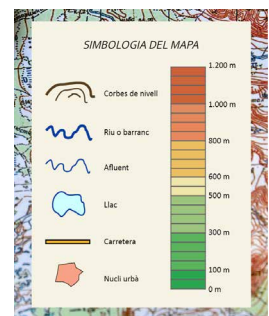 SIMBOLOGIA DEL MAPA
Corbes de nivell
Riu o barranc
Afluent
Llac
Carretera
Nucli urbà
1.200 m
1.000 m
800 m
600 m
500 m
300 m
100 m
0 m